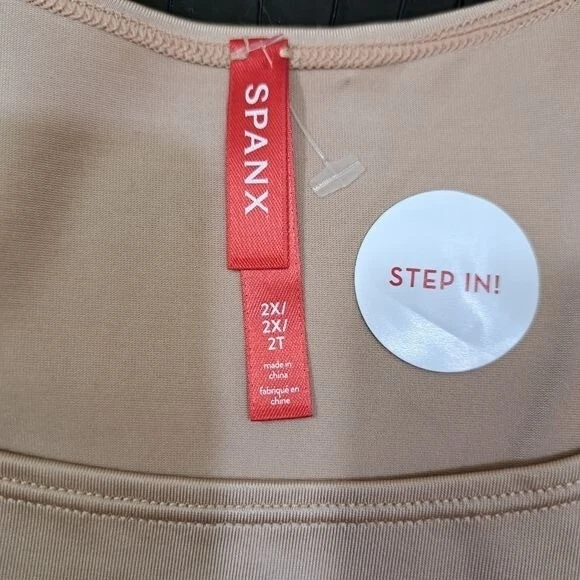 SPANX
STEP IN!
2X/
2X/
2T
made in
china
fabriqué en
chine